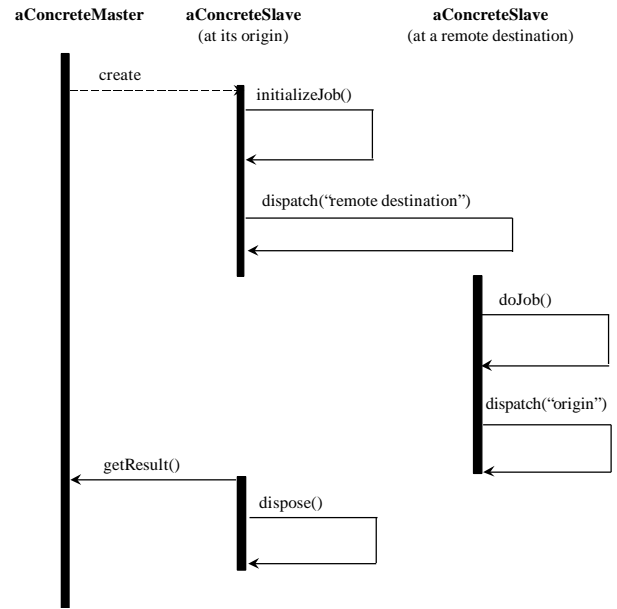 aConcreteMaster
aConcreteSlave
(at its origin)
aConcreteSlave
(at a remote destination)
create
initializeJob()
dispatch(“remote destination”)
doJob()
dispatch(“origin”)
getResult()
dispose()